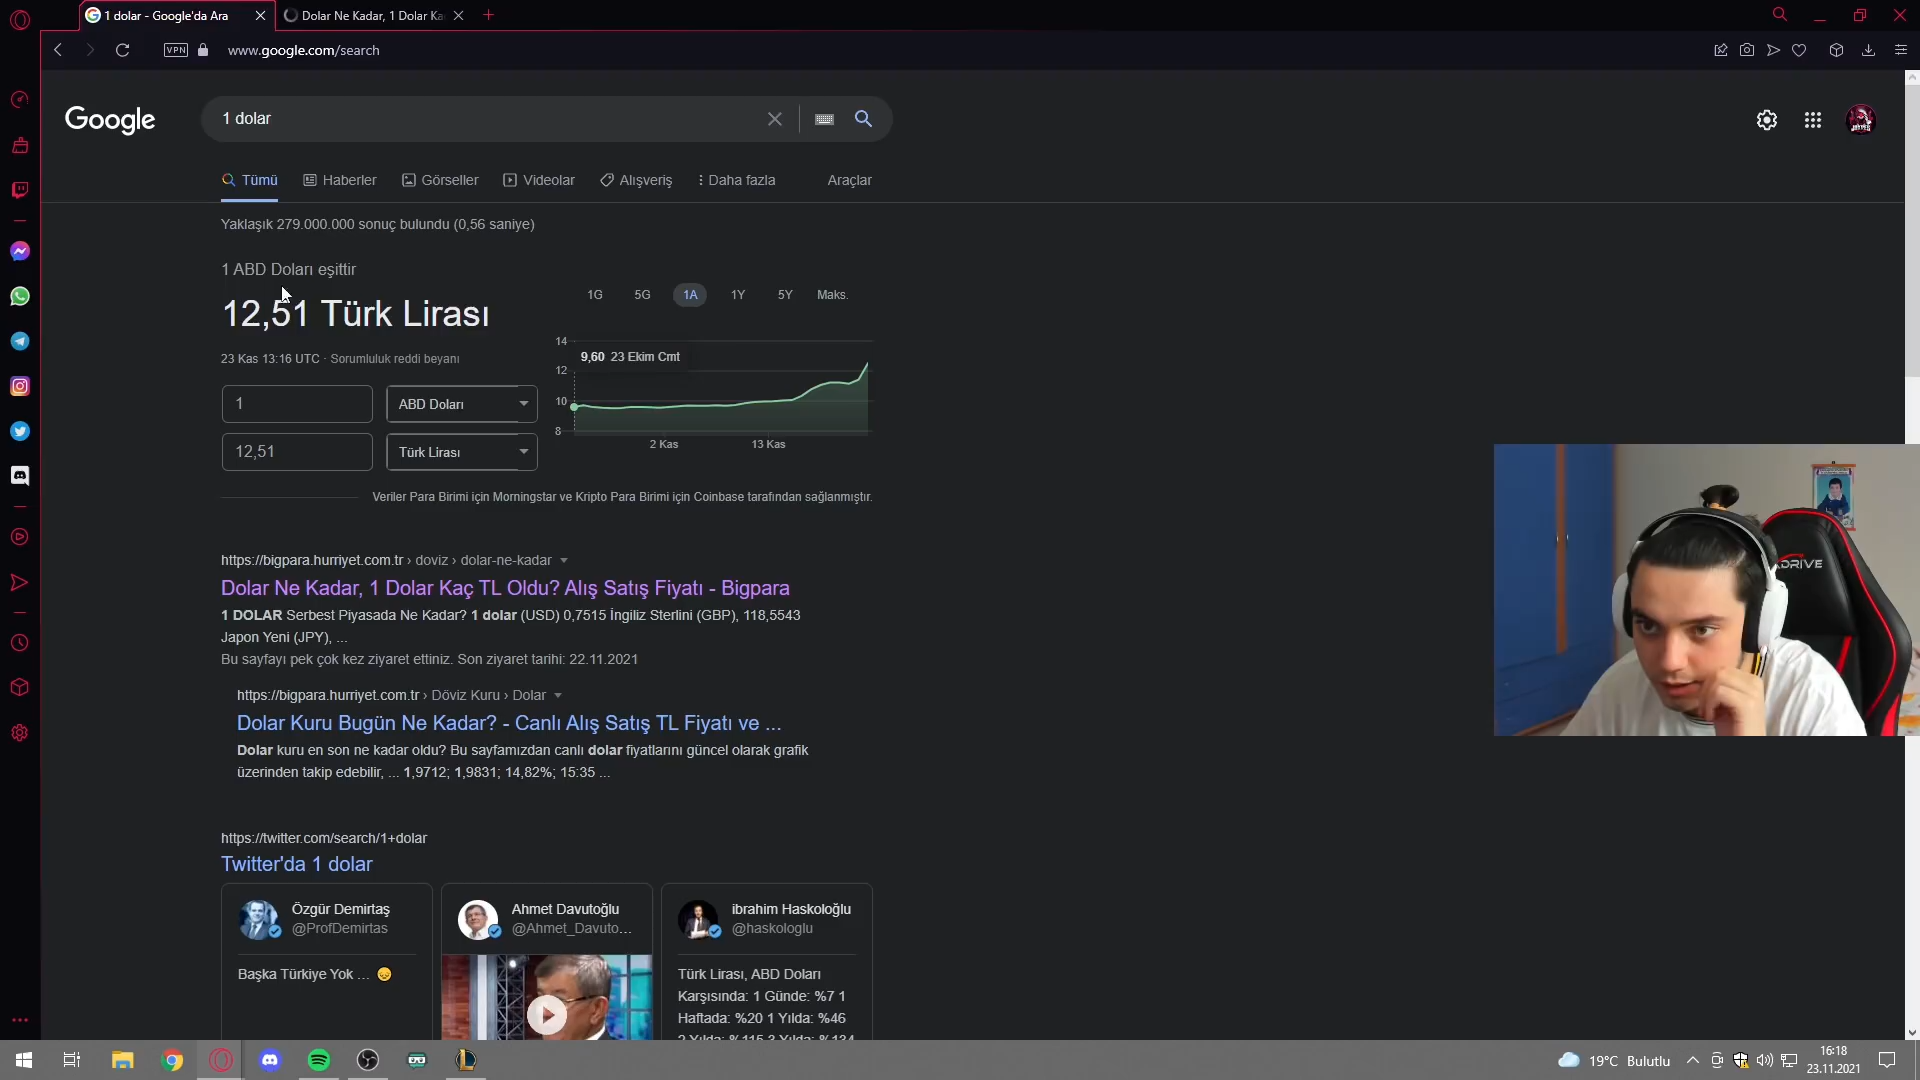 1 dolar - Google'da Ara
Dolar Ne Kadar, 1 Dolar Ka
VPN
www.google.com/search
Google
1 dolar
Tümü
Haberler
Görseller
Videolar
Alışveriş
Daha fazla
Araçlar
Yaklaşık 279.000.000 sonuç bulundu (0,56 saniye)
1 ABD Doları eşittir
12,51 Türk Lirası
23 Kas 13:16 UTC · Sorumluluk reddi beyanı
1
ABD Doları
12,51
Türk Lirası
1G 5G 1A 1Y 5Y Maks.
14
9,60 23 Ekim Cmt
12
10
8
2 Kas 13 Kas
Veriler Para Birimi için Morningstar ve Kripto Para Birimi için Coinbase tarafından sağlanmıştır.
https://bigpara.hurriyet.com.tr › doviz › dolar-ne-kadar
Dolar Ne Kadar, 1 Dolar Kaç TL Oldu? Alış Satış Fiyatı - Bigpara
1 DOLAR Serbest Piyasada Ne Kadar? 1 dolar (USD) 0,7515 İngiliz Sterlini (GBP), 118,5543
Japon Yeni (JPY), ...
Bu sayfayı pek çok kez ziyaret ettiniz. Son ziyaret tarihi: 22.11.2021
https://bigpara.hurriyet.com.tr › Döviz Kuru › Dolar
Dolar Kuru Bugün Ne Kadar? - Canlı Alış Satış TL Fiyatı ve ...
Dolar kuru en son ne kadar oldu? Bu sayfamızdan canlı dolar fiyatlarını güncel olarak grafik
üzerinden takip edebilir, ... 1,9712; 1,9831; 14,82%; 15:35 ...
https://twitter.com/search/1+dolar
Twitter'da 1 dolar
Özgür Demirtaş
@ProfDemirtas
Başka Türkiye Yok ...
Ahmet Davutoğlu
@Ahmet_Davuto...
ibrahim Haskoloğlu
@haskologlu
Türk Lirası, ABD Doları
Karşısında: 1 Günde: %7 1
Haftada: %20 1 Yılda: %46
2 Yılda: %115 3 Yılda: %134
19°C Bulutlu
16:18
23.11.2021